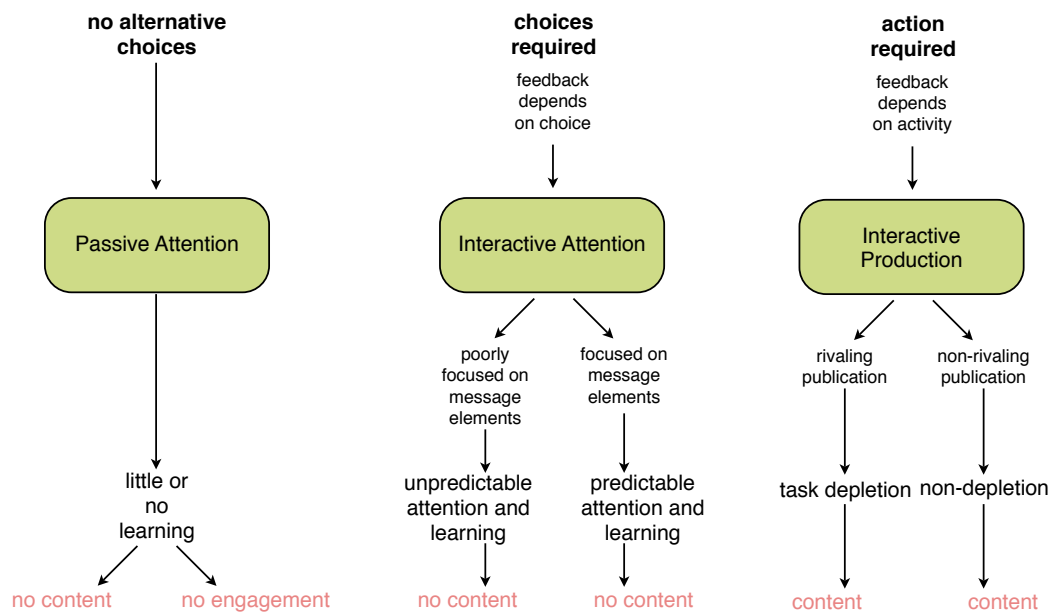 no alternative
choices
choices
required
action
required
feedback
depends
on choice
feedback
depends
on activity
Passive Attention
Interactive Attention
Interactive
Production
poorly
focused on
message
elements
focused on
message
elements
rivaling
publication
non-rivaling
publication
little or
no
learning
unpredictable
attention and
learning
predictable
attention and
learning
task depletion
non-depletion
no content
no engagement
no content
no content
content
content